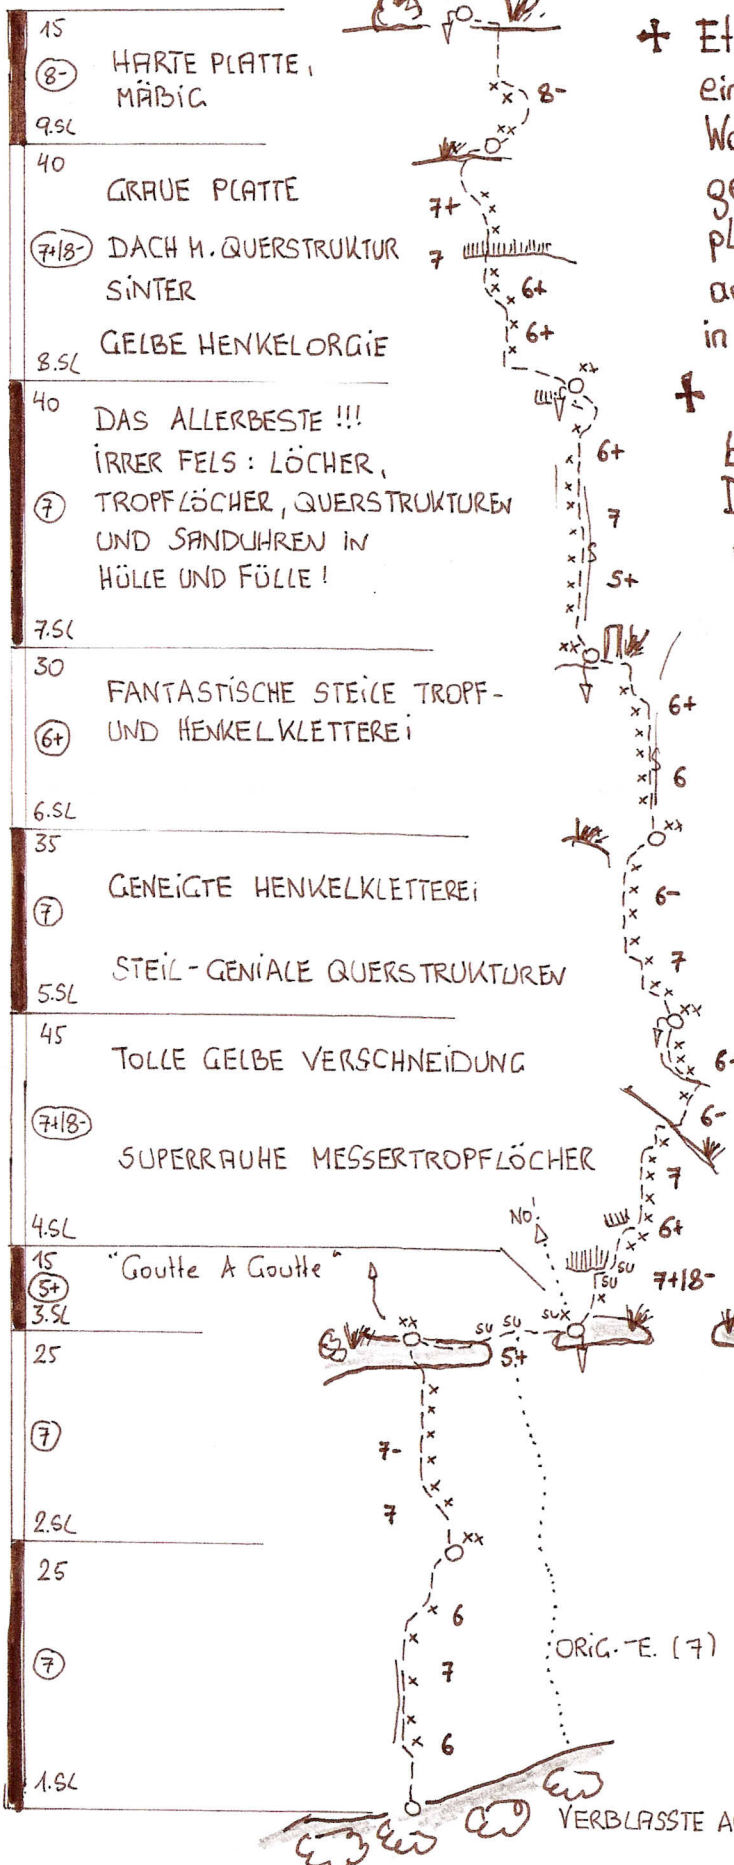 15
8-
HARTE PLATTE,
MÄßIG
9.SL
8-
40
GRAUE PLATTE
7+
7+/8-
DACH M. QUERSTRUKTUR
7
SINTER
6+
GELBE HENKELORGIE
6+
8.SL
40
DAS ALLERBESTE !!!
IRRER FELS: LÖCHER,
6+
7
TROPFLÖCHER, QUERSTRUKTUREN
7
UND SANDUHREN IN
HÜLLE UND FÜLLE!
5+
7.SL
30
FANTASTISCHE STEILE TROPF-
6+
6+
UND HENKELKLETTEREI
6
6.SL
35
7
GENEIGTE HENKELKLETTEREI
6-
7
STEIL-GENIALE QUERSTRUKTUREN
5.SL
45
TOLLE GELBE VERSCHNEIDUNG
6-
7+/8-
6-
SUPERRAUHE MESSERTROPFLÖCHER
7
NO!
4.SL
6+
15
"Goutte A Goutte"
5+
SU
SU
7+/8-
3.SL
SU
SU
SU
25
5+
7
7-
7
2.SL
25
6
ORIG.-E. (7)
7
7
6
1.SL
VERBLASSTE
+
in
+